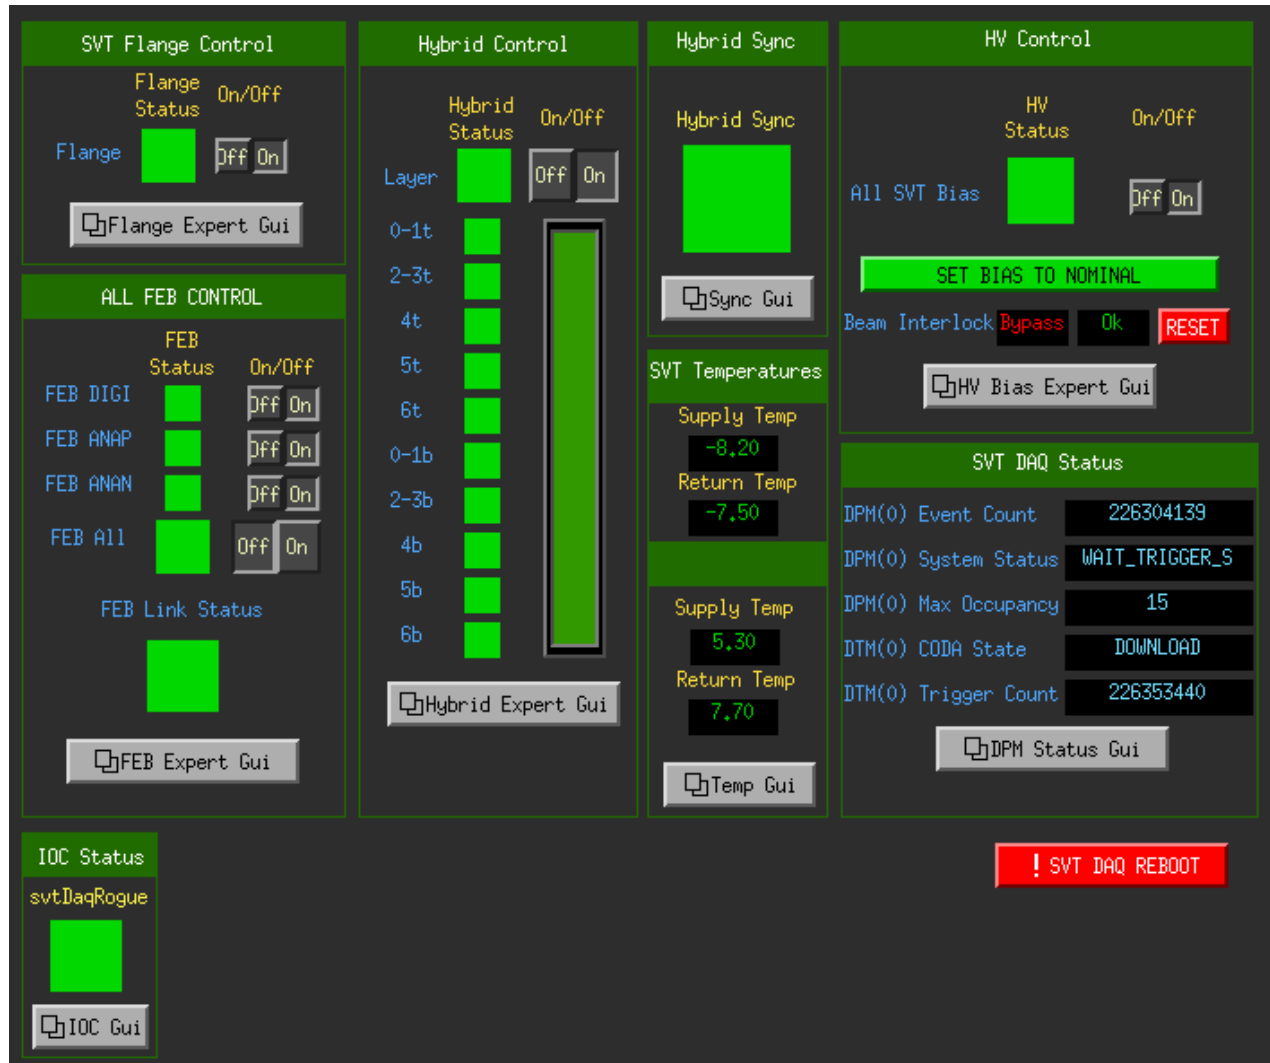 SVT Flange Control
Flange
Status
On/Off
Flange
Off On
Flange Expert Gui
ALL FEB CONTROL
FEB
Status
On/Off
FEB DIGI
Off On
FEB ANAP
Off On
FEB ANAN
Off On
FEB All
Off On
FEB Link Status
FEB Expert Gui
Hybrid Control
Hybrid
Status
On/Off
Layer
Off On
0-1t
2-3t
4t
5t
6t
0-1b
2-3b
4b
5b
6b
Hybrid Expert Gui
Hybrid Sync
Hybrid Sync
Sync Gui
SVT Temperatures
Supply Temp
-8.20
Return Temp
-7.50
Supply Temp
5.30
Return Temp
7.70
Temp Gui
HV Control
HV
Status
On/Off
All SVT Bias
Off On
SET BIAS TO NOMINAL
Beam Interlock Bypass Ok RESET
HV Bias Expert Gui
SVT DAQ Status
DPM(0) Event Count 226304139
DPM(0) System Status WAIT_TRIGGER_S
DPM(0) Max Occupancy 15
DTM(0) CODA State DOWNLOAD
DTM(0) Trigger Count 226353440
DPM Status Gui
IOC Status
svtDaqRogue
IOC Gui
! SVT DAQ REBOOT